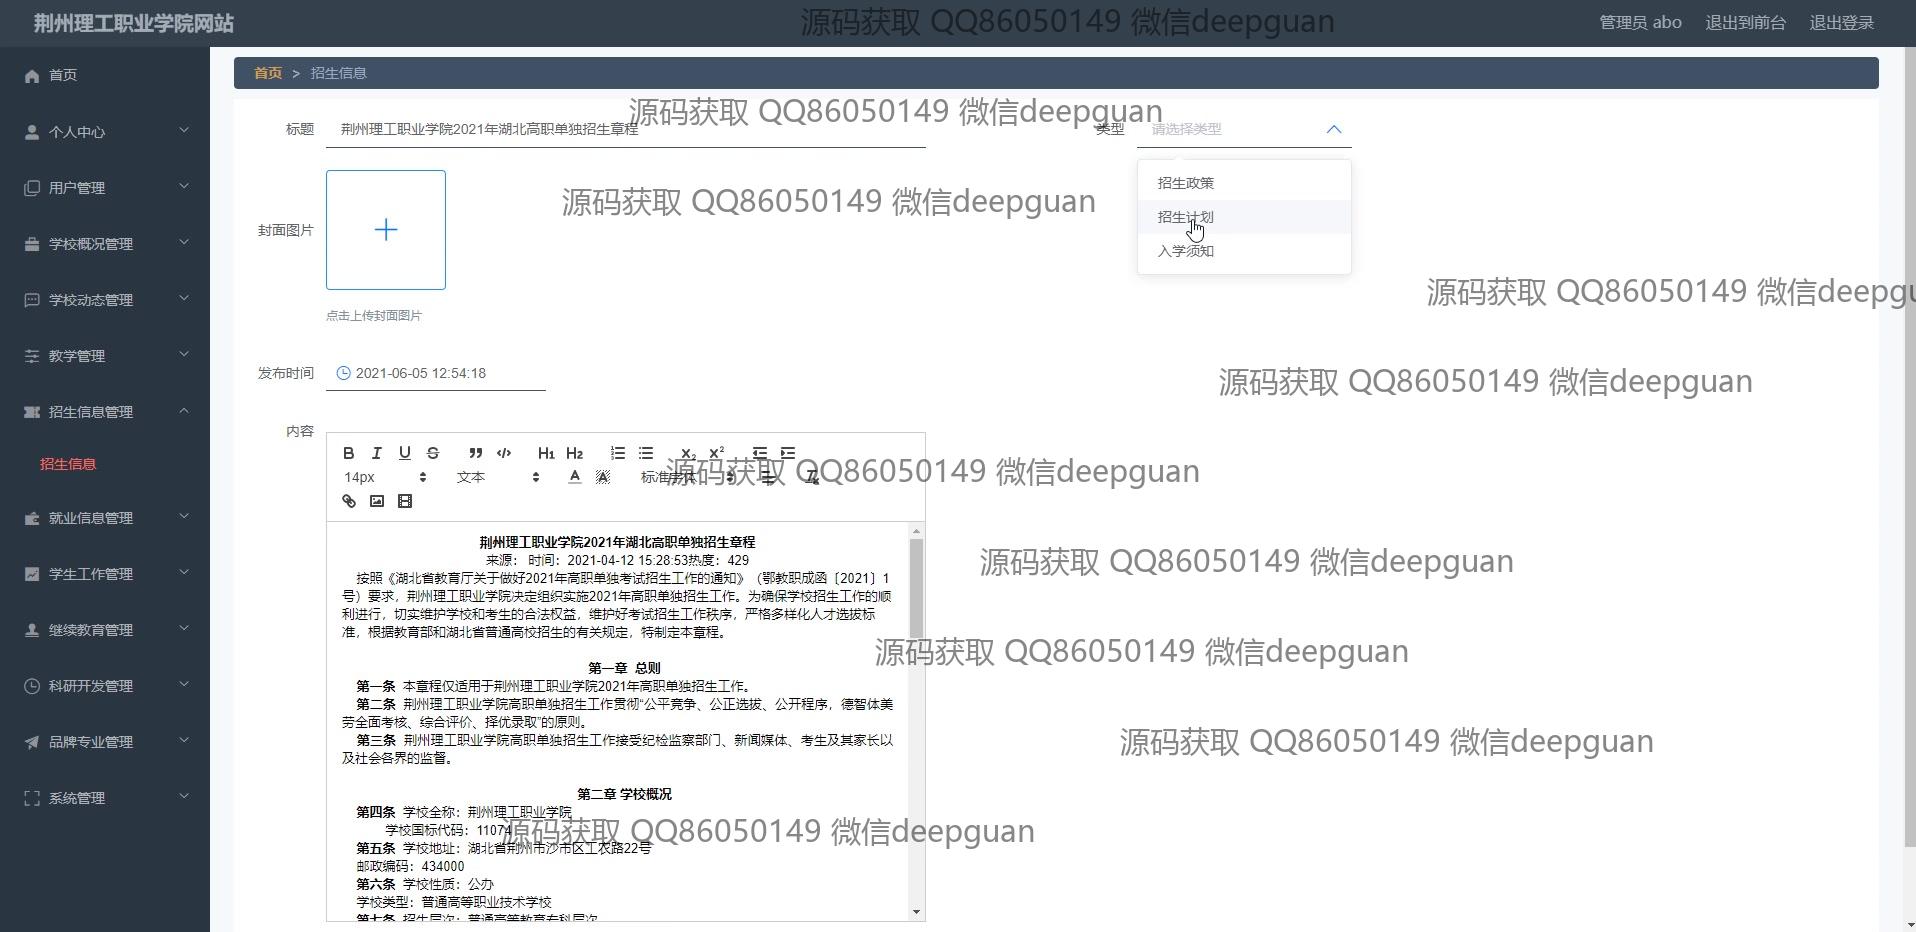 荆州理工职业学院网站
源码获取 QQ86050149 微信deepguan
管理员 abo
退出到前台
退出登录
首页
个人中心
用户管理
学校概况管理
学校动态管理
教学管理
招生信息管理
招生信息
就业信息管理
学生工作管理
继续教育管理
科研开发管理
品牌专业管理
系统管理
首页 > 招生信息
源码获取 QQ86050149 微信deepguan
标题
荆州理工职业学院2021年湖北高职单独招生章程
类型
请选择类型
招生政策
招生计划
入学须知
源码获取 QQ86050149 微信deepguan
封面图片
点击上传封面图片
源码获取 QQ86050149 微信deepgu
发布时间
2021-06-05 12:54:18
源码获取 QQ86050149 微信deepguan
内容
B I U S H1 H2 X2 X2
14px
文本
标准字体
源码获取 QQ86050149 微信deepguan
荆州理工职业学院2021年湖北高职单独招生章程
来源： 时间：2021-04-12 15:28:53热度：429
按照《湖北省教育厅关于做好2021年高职单独考试招生工作的通知》（鄂教职成函〔2021〕1
号）要求，荆州理工职业学院决定组织实施2021年高职单独招生工作。为确保学校招生工作的顺
利进行，切实维护学校和考生的合法权益，维护好考试招生工作秩序，严格多样化人才选拔标
准，根据教育部和湖北省普通高校招生的有关规定，特制定本章程。
源码获取 QQ86050149 微信deepguan
第一章 总则
第一条 本章程仅适用于荆州理工职业学院2021年高职单独招生工作。
第二条 荆州理工职业学院高职单独招生工作贯彻“公平竞争、公正选拔、公开程序，德智体美
劳全面考核、综合评价、择优录取”的原则。
第三条 荆州理工职业学院高职单独招生工作接受纪检监察部门、新闻媒体、考生及其家长以
及社会各界的监督。
源码获取 QQ86050149 微信deepguan
源码获取 QQ86050149 微信deepguan
第二章 学校概况
第四条 学校全称：荆州理工职业学院
学校国标代码：11074
源码获取 QQ86050149 微信deepguan
第五条 学校地址：湖北省荆州市沙市区工农路22号
邮政编码：434000
第六条 学校性质：公办
学校类型：普通高等职业技术学校
第七条 招生层次：普通高等教育专科层次